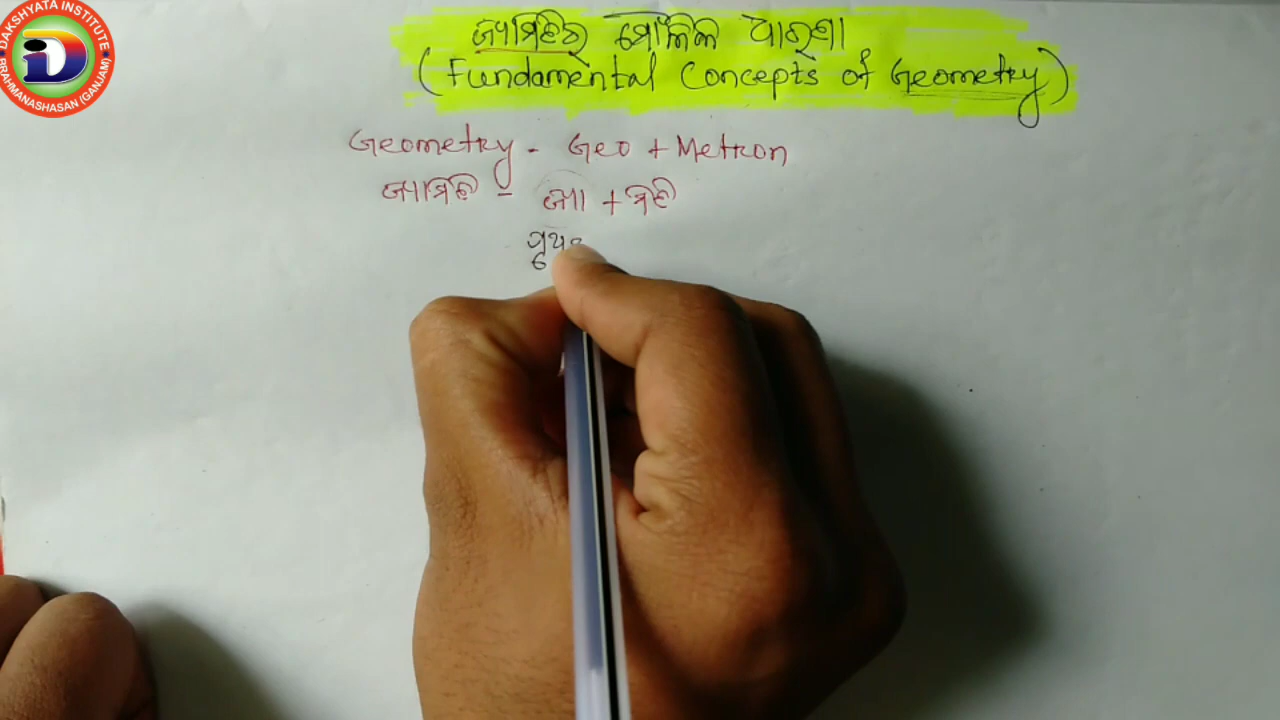 DAKSHYATA INSTITUTE
BRAHMANASHASAN (GANJAM)
ଜ୍ୟାମିତିର ମୌଳିକ ଧାରଣା
(Fundamental Concepts of Geometry)
Geometry - Geo + Metron
ଜ୍ୟାମିତି - ଜ୍ୟା + ମିତି